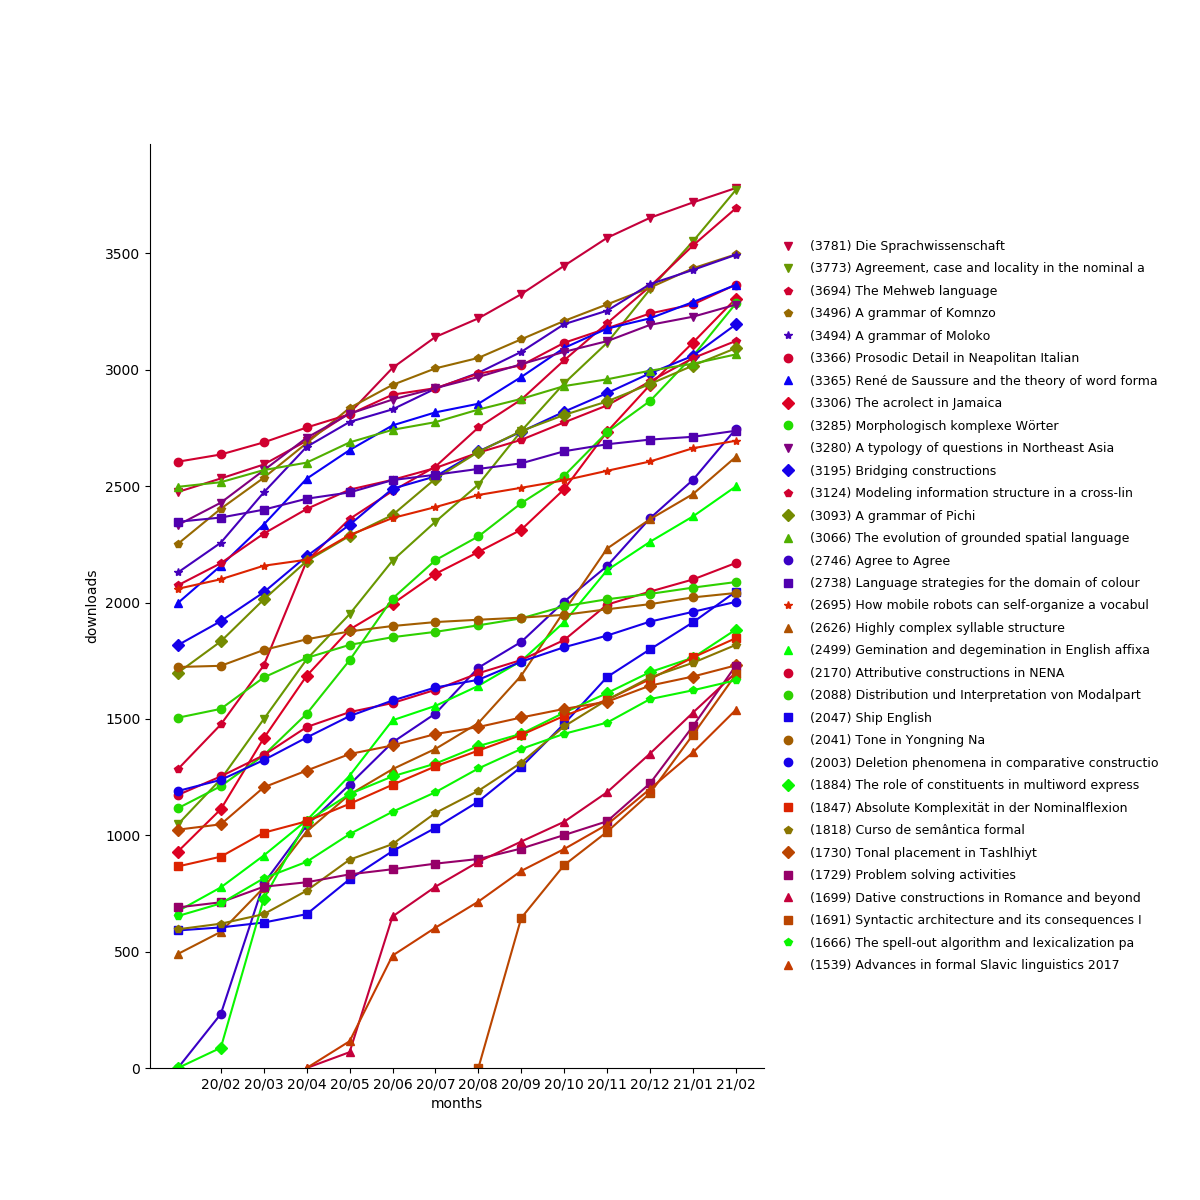 3500
3000
2500
2000
1500
1000
500
0
downloads
20/02 20/03 20/04 20/05 20/06 20/07 20/08 20/09 20/10 20/11 20/12 21/01 21/02
months
(3781) Die Sprachwissenschaft
(3773) Agreement, case and locality in the nominal a
(3694) The Mehweb language
(3496) A grammar of Komnzo
(3494) A grammar of Moloko
(3366) Prosodic Detail in Neapolitan Italian
(3365) René de Saussure and the theory of word forma
(3306) The acrolect in Jamaica
(3285) Morphologisch komplexe Wörter
(3280) A typology of questions in Northeast Asia
(3195) Bridging constructions
(3124) Modeling information structure in a cross-lin
(3093) A grammar of Pichi
(3066) The evolution of grounded spatial language
(2746) Agree to Agree
(2738) Language strategies for the domain of colour
(2695) How mobile robots can self-organize a vocabul
(2626) Highly complex syllable structure
(2499) Gemination and degemination in English affixa
(2170) Attributive constructions in NENA
(2088) Distribution und Interpretation von Modalpart
(2047) Ship English
(2041) Tone in Yongning Na
(2003) Deletion phenomena in comparative constructio
(1884) The role of constituents in multiword express
(1847) Absolute Komplexität in der Nominalflexion
(1818) Curso de semântica formal
(1730) Tonal placement in Tashlhiyt
(1729) Problem solving activities
(1699) Dative constructions in Romance and beyond
(1691) Syntactic architecture and its consequences I
(1666) The spell-out algorithm and lexicalization pa
(1539) Advances in formal Slavic linguistics 2017